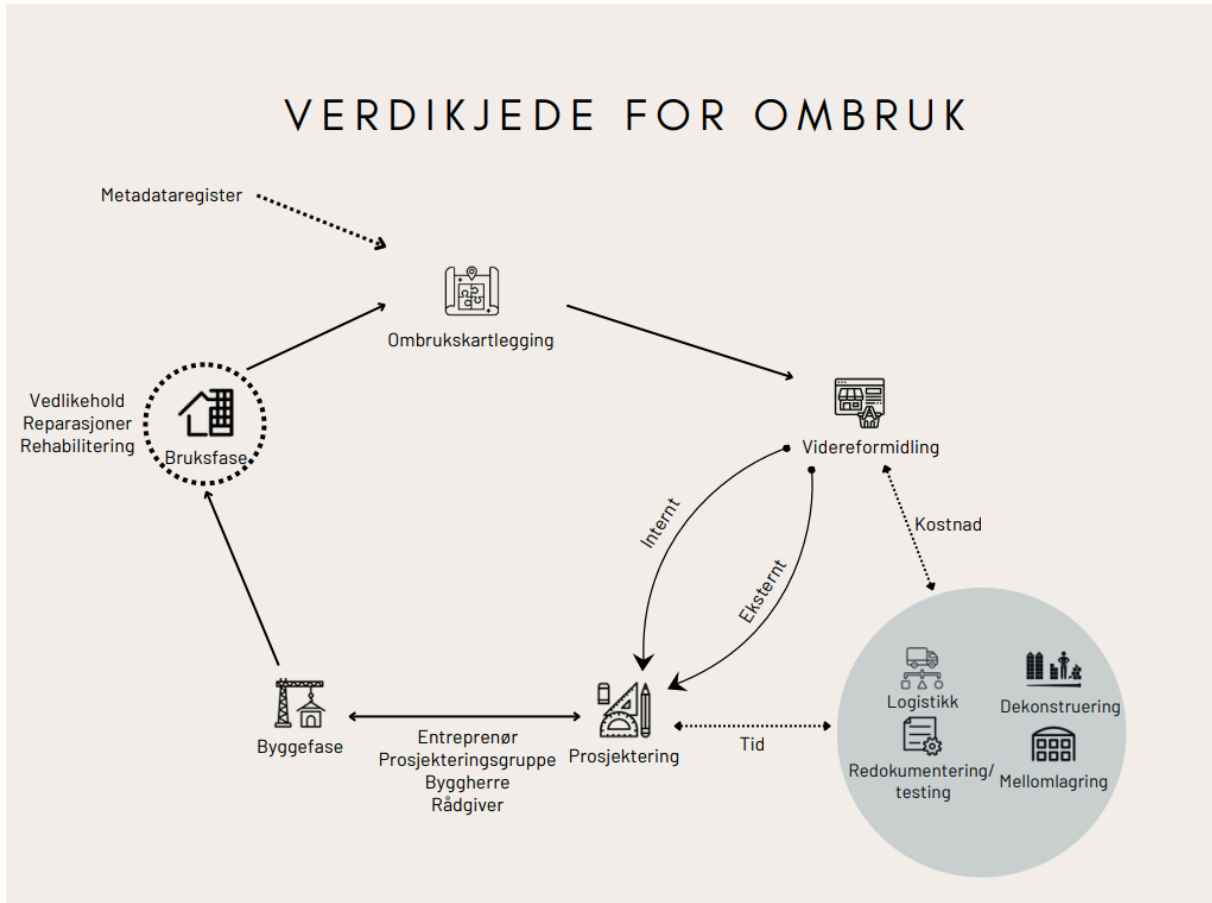 VERDIKJEDE FOR OMBRUK
Metadataregister
Ombrukskartlegging
Vedlikehold
Reparasjoner
Rehabilitering
Bruksfase
Videreformidling
Internt
Eksternt
Kostnad
Logistikk
Dekonstruering
Redokumentering/
testing
Mellomlagring
Byggefase
Entreprenør
Prosjekteringsgruppe
Byggherre
Rådgiver
Prosjektering
Tid